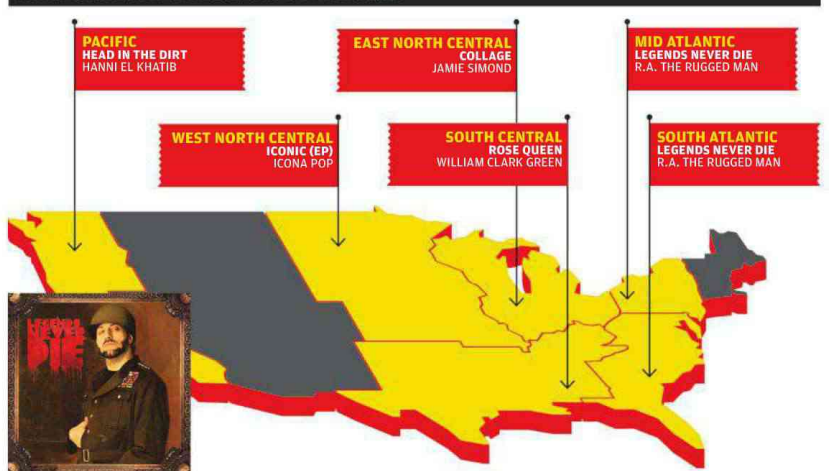 PACIFIC
HEAD IN THE DIRT
HANNI EL KHATIB
EAST NORTH CENTRAL
COLLAGE
JAMIE SIMOND
MID ATLANTIC
LEGENDS NEVER DIE
R.A. THE RUGGED MAN
WEST NORTH CENTRAL
ICONIC (EP)
ICONA POP
SOUTH CENTRAL
ROSE QUEEN
WILLIAM CLARK GREEN
SOUTH ATLANTIC
LEGENDS NEVER DIE
R.A. THE RUGGED MAN
LEGENDS
NEVER
DIE